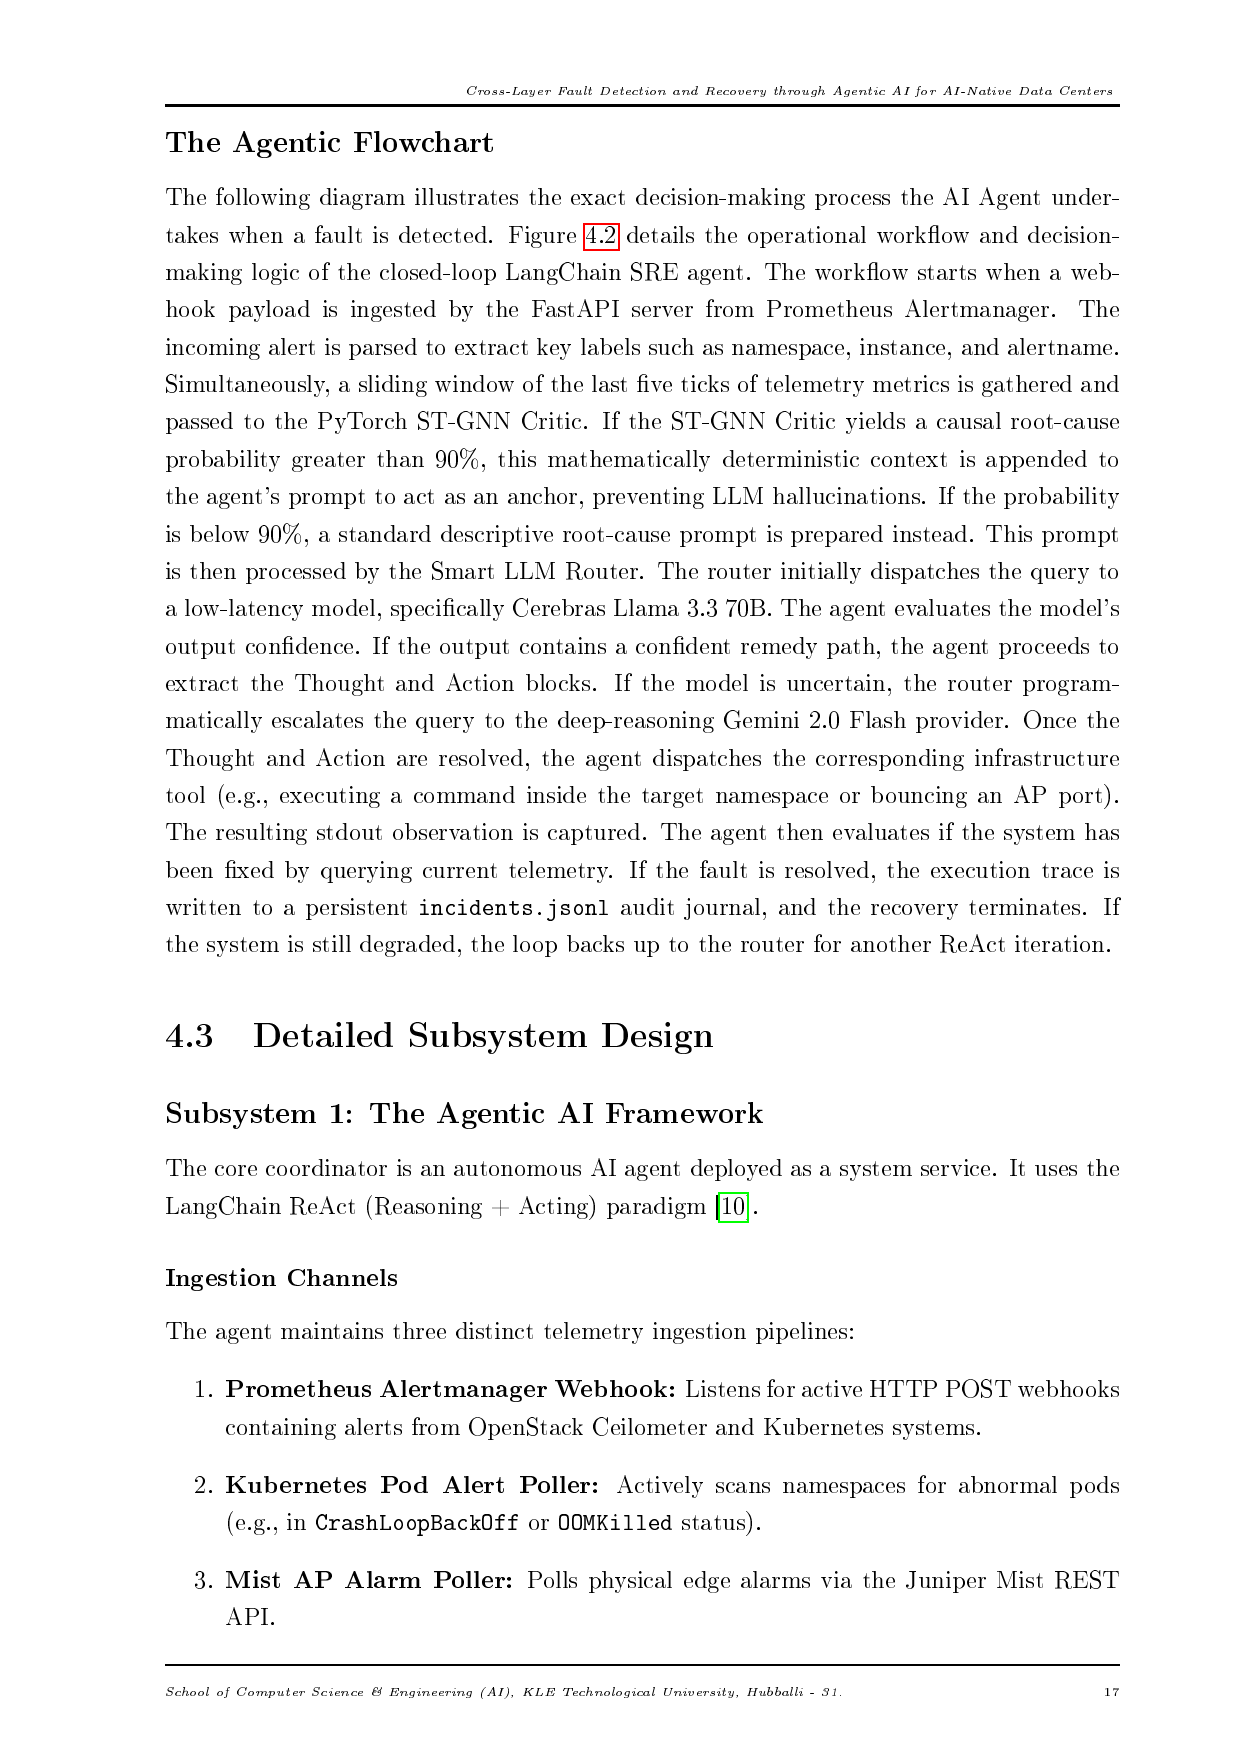 Cross-Layer Fault Detection and Recovery through Agentic AI for AI-Native Data Centers
The Agentic Flowchart
The following diagram illustrates the exact decision-making process the AI Agent under-
takes when a fault is detected. Figure 4.2 details the operational workflow and decision-
making logic of the closed-loop LangChain SRE agent. The workflow starts when a web-
hook payload is ingested by the FastAPI server from Prometheus Alertmanager. The
incoming alert is parsed to extract key labels such as namespace, instance, and alertname.
Simultaneously, a sliding window of the last five ticks of telemetry metrics is gathered and
passed to the PyTorch ST-GNN Critic. If the ST-GNN Critic yields a causal root-cause
probability greater than 90%, this mathematically deterministic context is appended to
the agent's prompt to act as an anchor, preventing LLM hallucinations. If the probability
is below 90%, a standard descriptive root-cause prompt is prepared instead. This prompt
is then processed by the Smart LLM Router. The router initially dispatches the query to
a low-latency model, specifically Cerebras Llama 3.3 70B. The agent evaluates the model's
output confidence. If the output contains a confident remedy path, the agent proceeds to
extract the Thought and Action blocks. If the model is uncertain, the router program-
matically escalates the query to the deep-reasoning Gemini 2.0 Flash provider. Once the
Thought and Action are resolved, the agent dispatches the corresponding infrastructure
tool (e.g., executing a command inside the target namespace or bouncing an AP port).
The resulting stdout observation is captured. The agent then evaluates if the system has
been fixed by querying current telemetry. If the fault is resolved, the execution trace is
written to a persistent incidents.jsonl audit journal, and the recovery terminates. If
the system is still degraded, the loop backs up to the router for another ReAct iteration.
4.3 Detailed Subsystem Design
Subsystem 1: The Agentic AI Framework
The core coordinator is an autonomous AI agent deployed as a system service. It uses the
LangChain ReAct (Reasoning + Acting) paradigm [10].
Ingestion Channels
The agent maintains three distinct telemetry ingestion pipelines:
1. Prometheus Alertmanager Webhook: Listens for active HTTP POST webhooks
containing alerts from OpenStack Ceilometer and Kubernetes systems.
2. Kubernetes Pod Alert Poller: Actively scans namespaces for abnormal pods
(e.g., in CrashLoopBackOff or OOMKilled status).
3. Mist AP Alarm Poller: Polls physical edge alarms via the Juniper Mist REST
API.
School of Computer Science & Engineering (AI), KLE Technological University, Hubballi - 31. 17